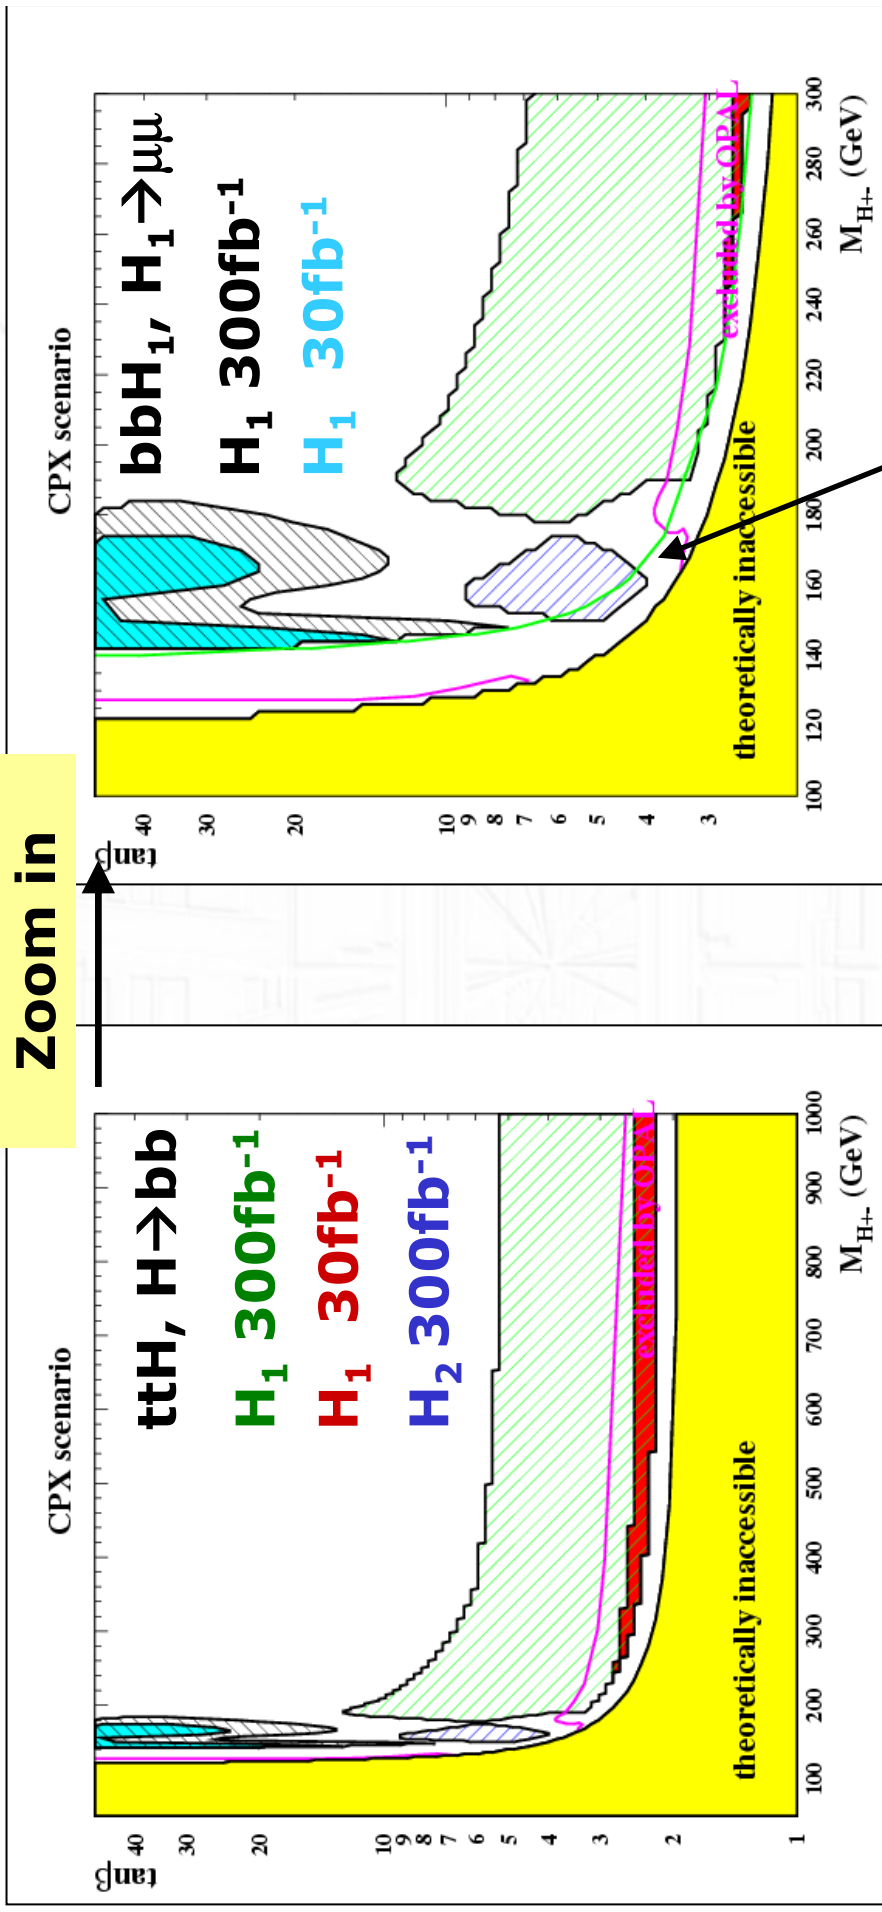 Zoom in
CPX scenario
ttH, H→bb
H1 300fb-1
H1 30fb-1
H2 300fb-1
excluded by OPAL
theoretically inaccessible
tanβ
40
30
20
10
9
8
7
6
5
4
3
2
1
100 200 300 400 500 600 700 800 900 1000
MH+- (GeV)
CPX scenario
bbH1, H1→μμ
H1 300fb-1
H1 30fb-1
excluded by OPAL
theoretically inaccessible
tanβ
40
30
20
10
9
8
7
6
5
4
3
100 120 140 160 180 200 220 240 260 280 300
MH+- (GeV)